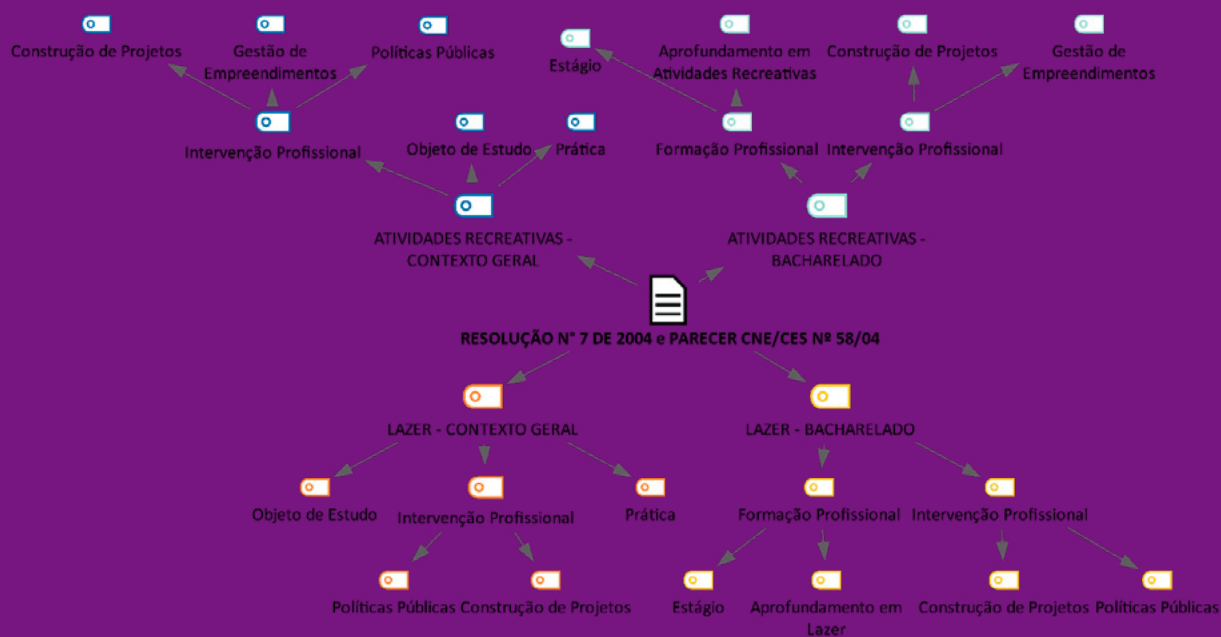 Construção de Projetos
Gestão de
Empreendimentos
Políticas Públicas
Estágio
Aprofundamento em
Atividades Recreativas
Construção de Projetos
Gestão de
Empreendimentos
Intervenção Profissional
Objeto de Estudo
Prática
Formação Profissional
Intervenção Profissional
ATIVIDADES RECREATIVAS -
CONTEXTO GERAL
ATIVIDADES RECREATIVAS -
BACHARELADO
RESOLUÇÃO N° 7 DE 2004 e PARECER CNE/CES Nº 58/04
LAZER - CONTEXTO GERAL
LAZER - BACHARELADO
Objeto de Estudo
Intervenção Profissional
Prática
Formação Profissional
Intervenção Profissional
Políticas Públicas
Construção de Projetos
Estágio
Aprofundamento em
Lazer
Construção de Projetos
Políticas Públicas